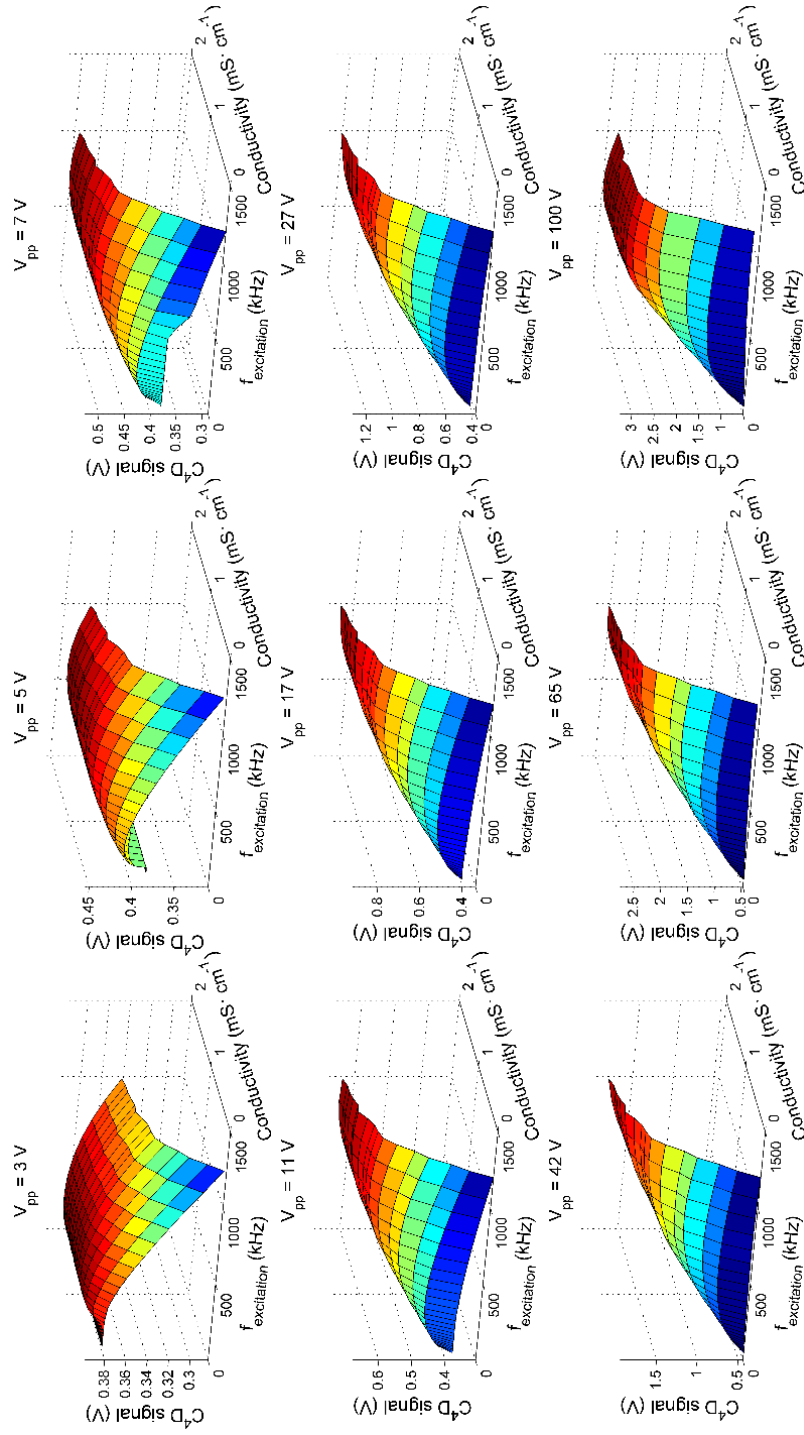 V_pp = 3 V
C⁴D signal (V)
0.38
0.36
0.34
0.32
0.3
0
500
1000
1500
f_excitation (kHz)
0
1
2
Conductivity (mS· cm⁻¹)
V_pp = 5 V
C⁴D signal (V)
0.45
0.4
0.35
0
500
1000
1500
f_excitation (kHz)
0
1
2
Conductivity (mS· cm⁻¹)
V_pp = 7 V
C⁴D signal (V)
0.5
0.45
0.4
0.35
0.3
0
500
1000
1500
f_excitation (kHz)
0
1
2
Conductivity (mS· cm⁻¹)
V_pp = 11 V
C⁴D signal (V)
0.6
0.5
0.4
0
500
1000
1500
f_excitation (kHz)
0
1
2
Conductivity (mS· cm⁻¹)
V_pp = 17 V
C⁴D signal (V)
0.8
0.6
0.4
0
500
1000
1500
f_excitation (kHz)
0
1
2
Conductivity (mS· cm⁻¹)
V_pp = 27 V
C⁴D signal (V)
1.2
1
0.8
0.6
0.4
0
500
1000
1500
f_excitation (kHz)
0
1
2
Conductivity (mS· cm⁻¹)
V_pp = 42 V
C⁴D signal (V)
1.5
1
0.5
0
500
1000
1500
f_excitation (kHz)
0
1
2
Conductivity (mS· cm⁻¹)
V_pp = 65 V
C⁴D signal (V)
2.5
2
1.5
1
0.5
0
500
1000
1500
f_excitation (kHz)
0
1
2
Conductivity (mS· cm⁻¹)
V_pp = 100 V
C⁴D signal (V)
3
2.5
2
1.5
1
0
500
1000
1500
f_excitation (kHz)
0
1
2
Conductivity (mS· cm⁻¹)